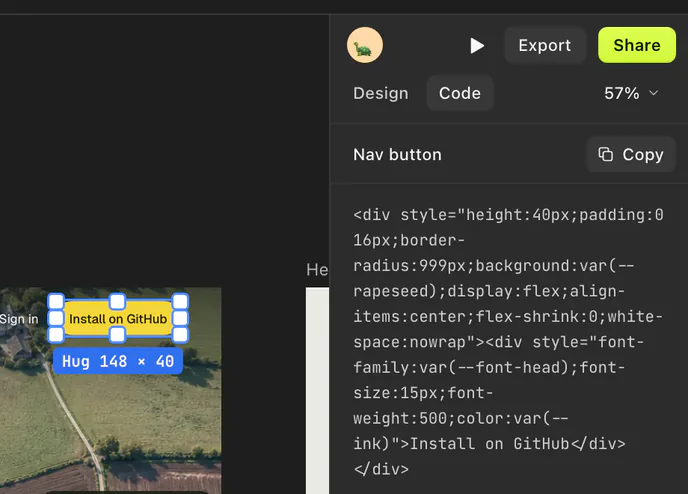 Export
Share
Design
Code
57%
Nav button
Copy
<div style="height:40px;padding:0
16px;border-
radius:999px;background:var(--
rapeseed);display:flex;align-
items:center;flex-shrink:0;white-
space:nowrap"><div style="font-
family:var(--font-head);font-
size:15px;font-
weight:500;color:var(--
ink)">Install on GitHub</div>
</div>
He
Sign in
Install on GitHub
Hug 148 × 40